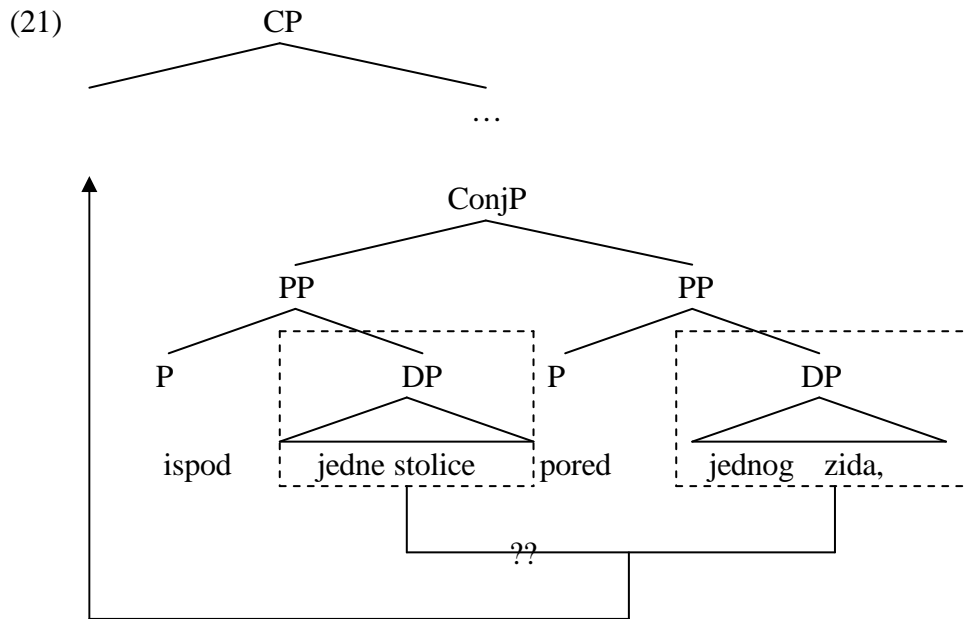 (21) CP
…
ConjP
PP PP
P DP P DP
ispod jedne stolice pored jednog zida,
??